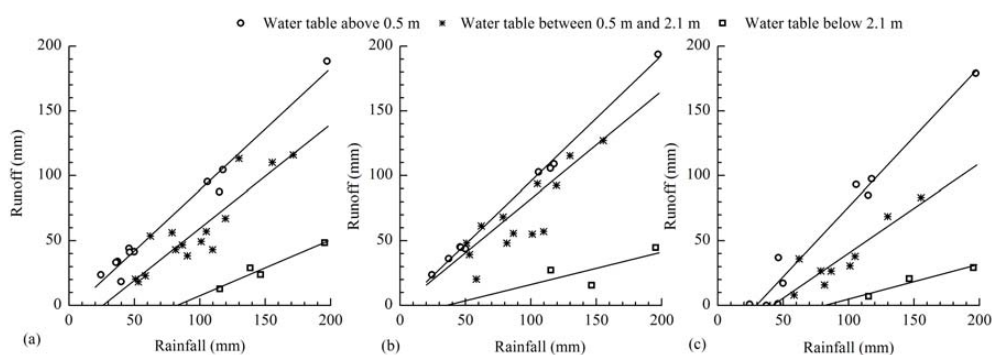 Water table above 0.5 m Water table between 0.5 m and 2.1 m Water table below 2.1 m
200
150
100
50
0
Runoff (mm)
0 50 100 150 200
Rainfall (mm)
(a)
200
150
100
50
0
Runoff (mm)
0 50 100 150 200
Rainfall (mm)
(b)
200
150
100
50
0
Runoff (mm)
0 50 100 150 200
Rainfall (mm)
(c)